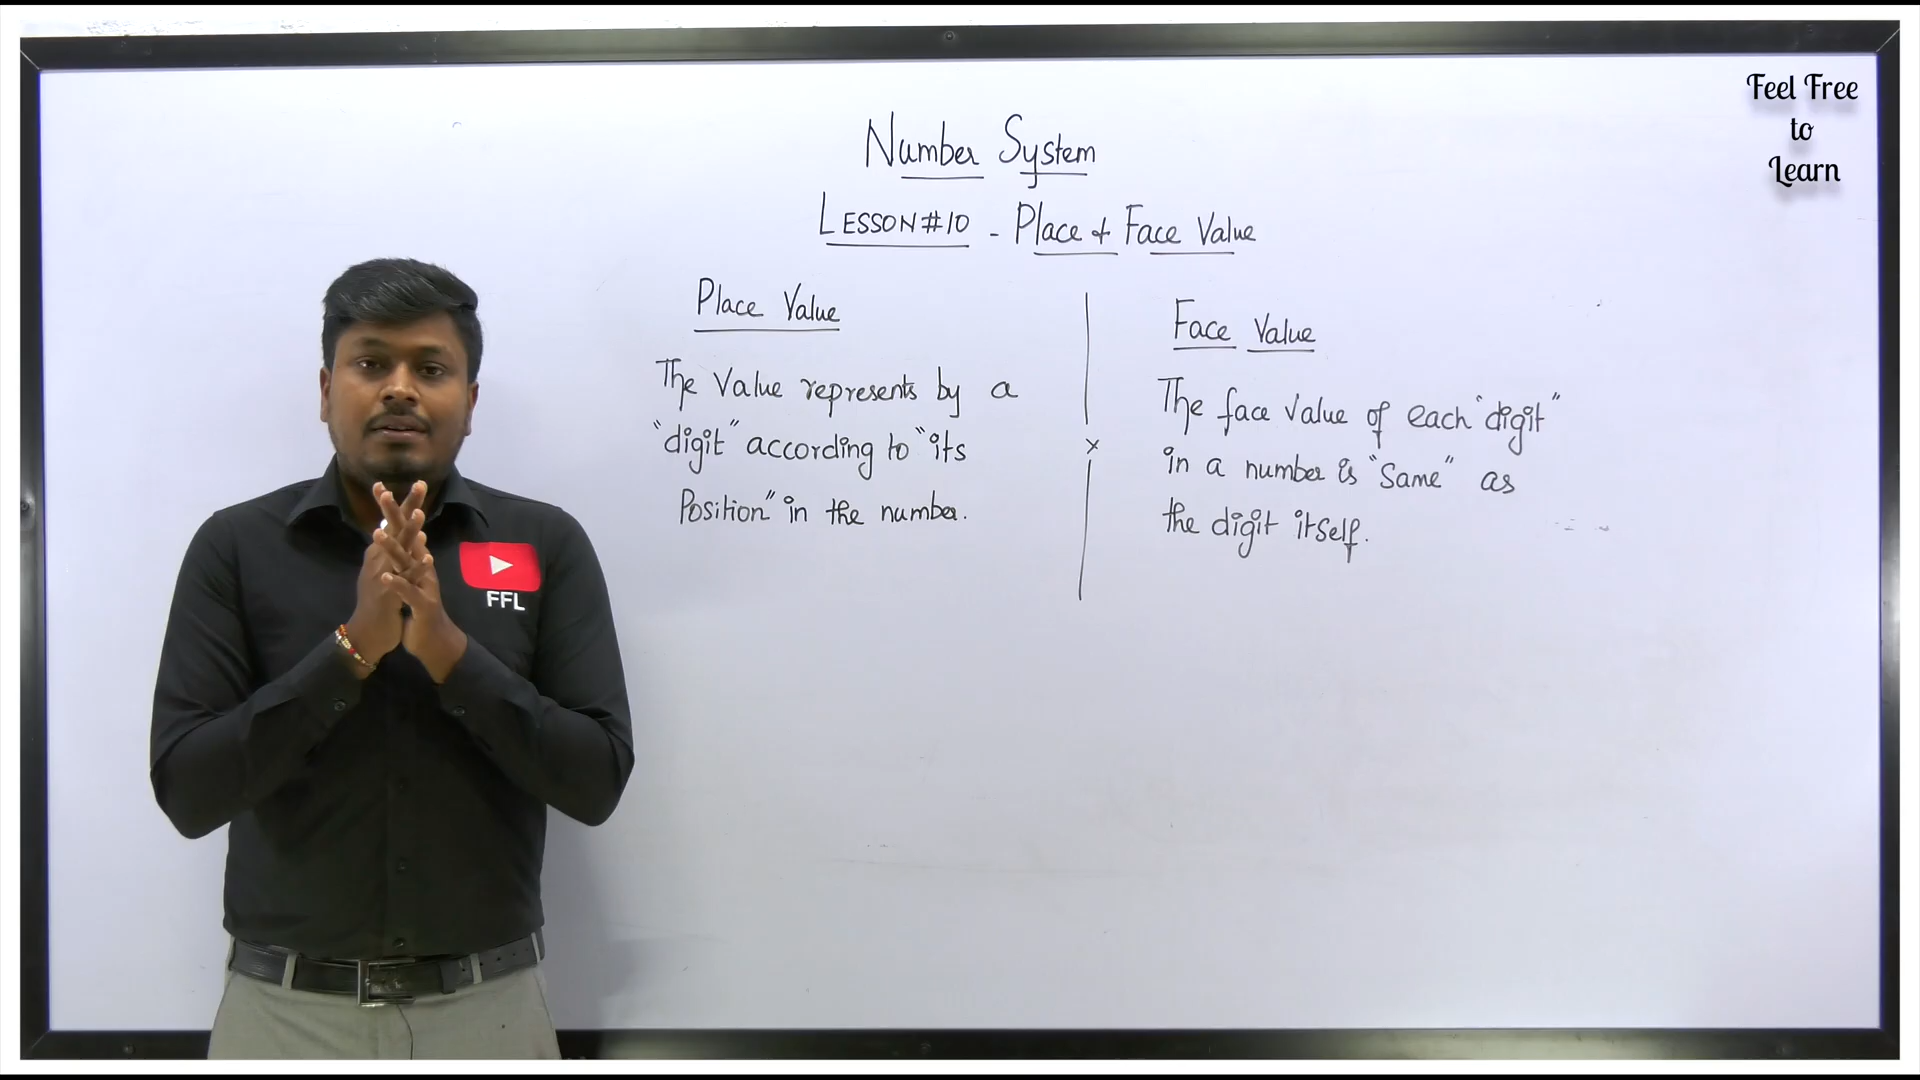 Feel Free
to
Learn
Number System
LESSON#10 - Place & Face Value
Place Value
The Value represents by a
"digit" according to "its
Position" in the number.
Face Value
The face value of each "digit"
in a number is "Same" as
the digit itself.
FFL